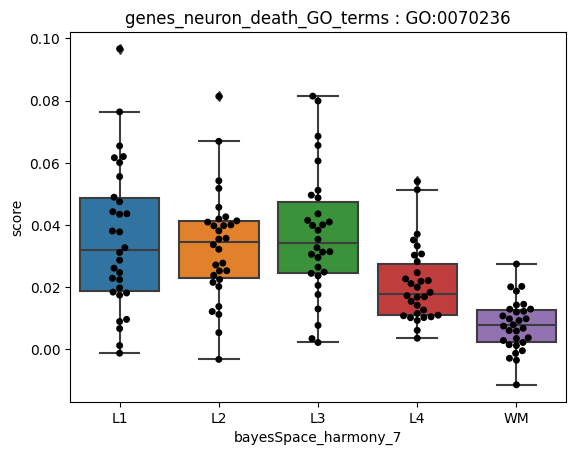 genes_neuron_death_GO_terms : GO:0070236
0.10
0.08
0.06
0.04
0.02
0.00
score
L1 L2 L3 L4 WM
bayesSpace_harmony_7